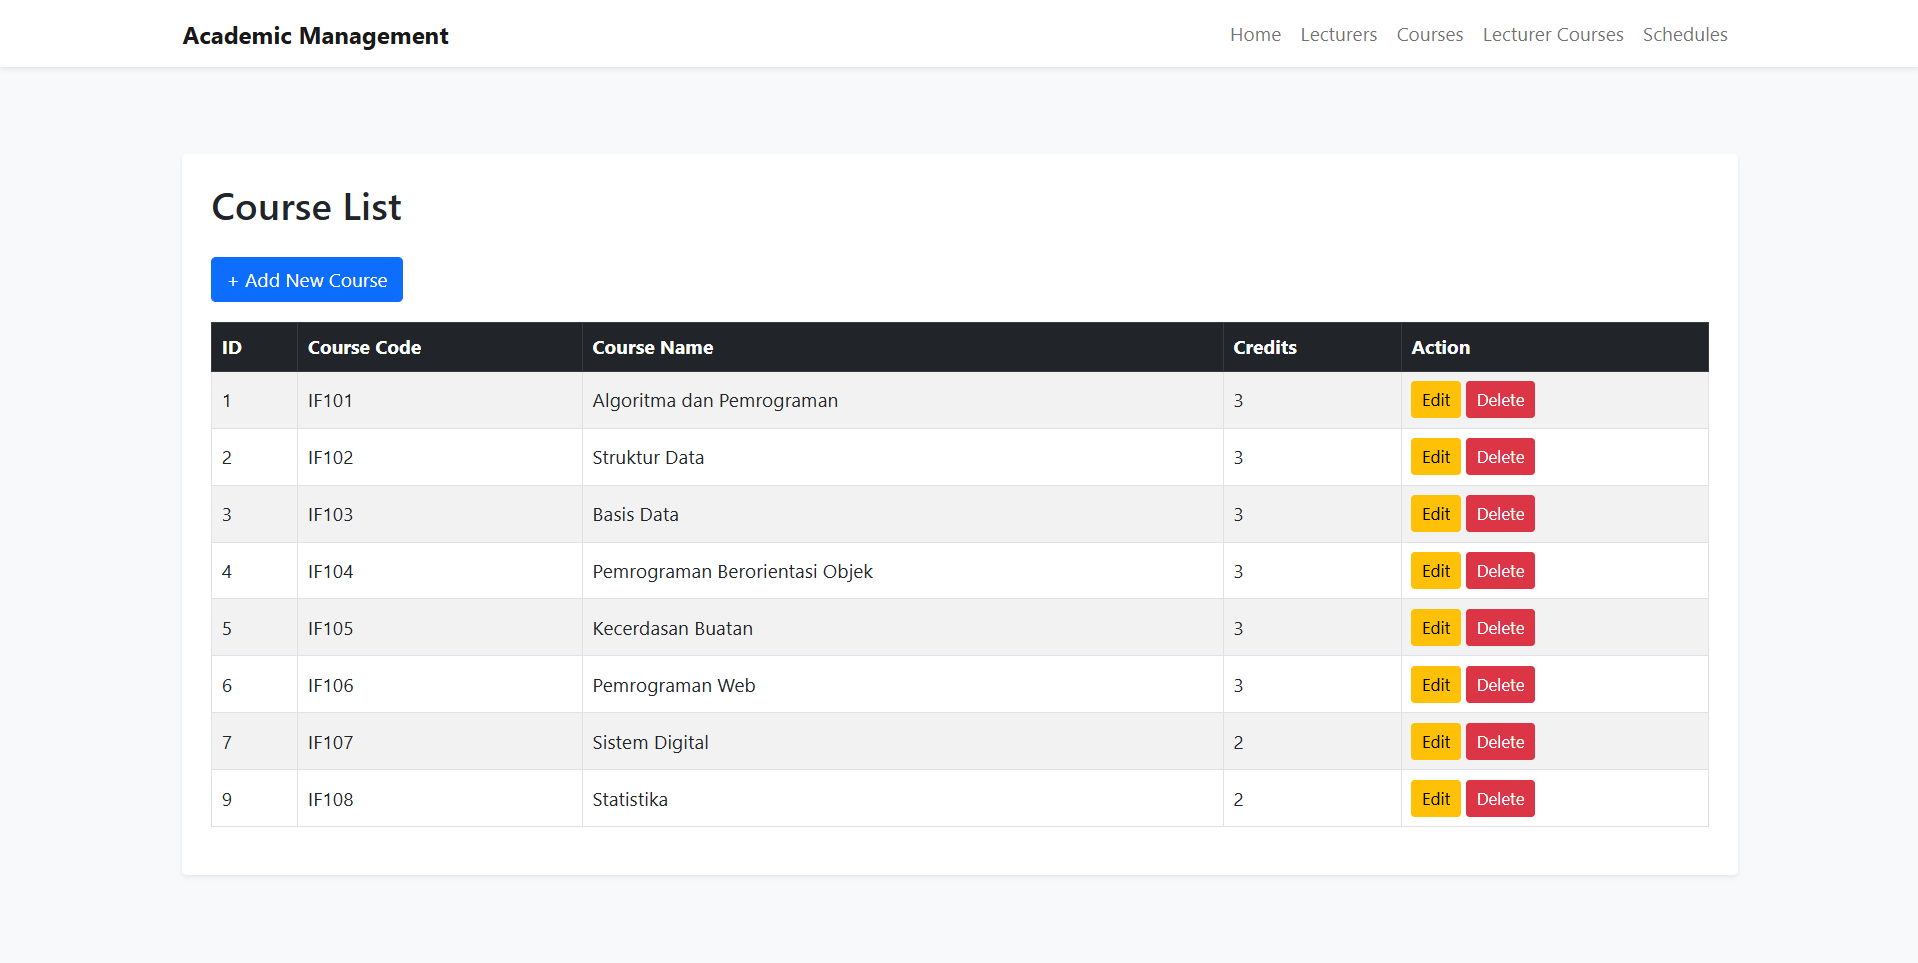 Academic Management Home Lecturers Courses Lecturer Courses Schedules
Course List
+ Add New Course
ID Course Code Course Name Credits Action
1 IF101 Algoritma dan Pemrograman 3 Edit Delete
2 IF102 Struktur Data 3 Edit Delete
3 IF103 Basis Data 3 Edit Delete
4 IF104 Pemrograman Berorientasi Objek 3 Edit Delete
5 IF105 Kecerdasan Buatan 3 Edit Delete
6 IF106 Pemrograman Web 3 Edit Delete
7 IF107 Sistem Digital 2 Edit Delete
9 IF108 Statistika 2 Edit Delete